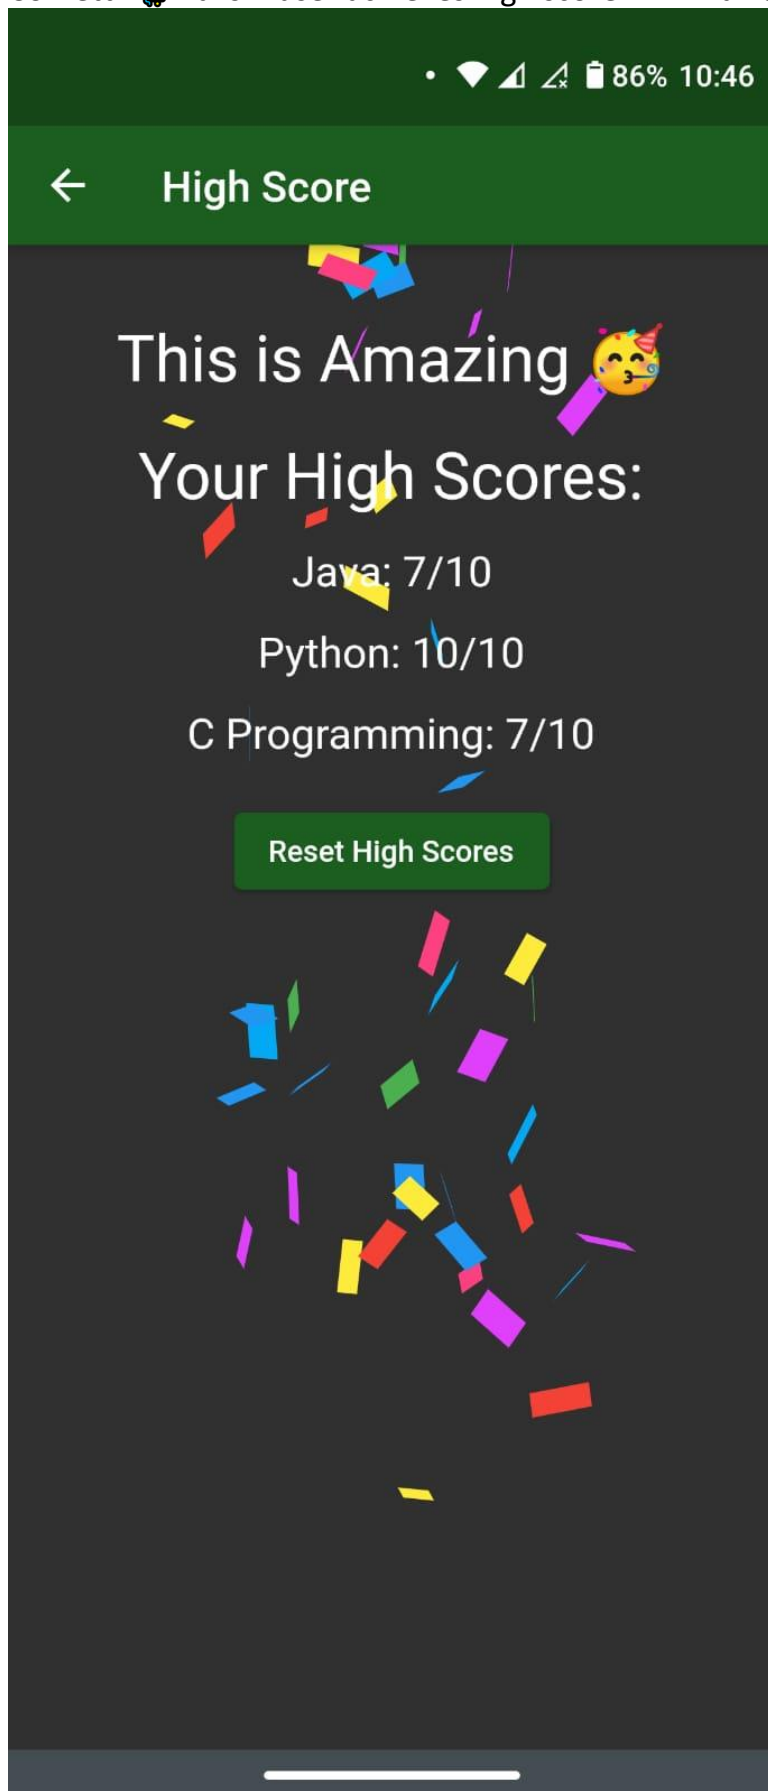 86% 10:46
High Score
This is Amazing 🥳
Your High Scores:
Java: 7/10
Python: 10/10
C Programming: 7/10
Reset High Scores